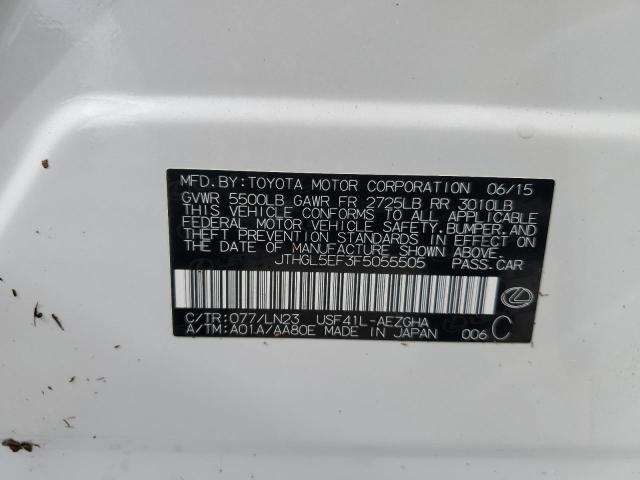 MFD. BY: TOYOTA MOTOR CORPORATION 06/15
GVWR 5500LB GAWR FR 2725LB RR 3010LB
THIS VEHICLE CONFORMS TO ALL APPLICABLE
FEDERAL MOTOR VEHICLE SAFETY, BUMPER, AND
THEFT PREVENTION STANDARDS IN EFFECT ON
THE DATE OF MANUFACTURE SHOWN ABOVE.
JTHGL5EF3F5055505 PASS.CAR
C/TR:077/LN23 USF41L-AEZGHA
A/TM:A01A/AA80E MADE IN JAPAN 006 C